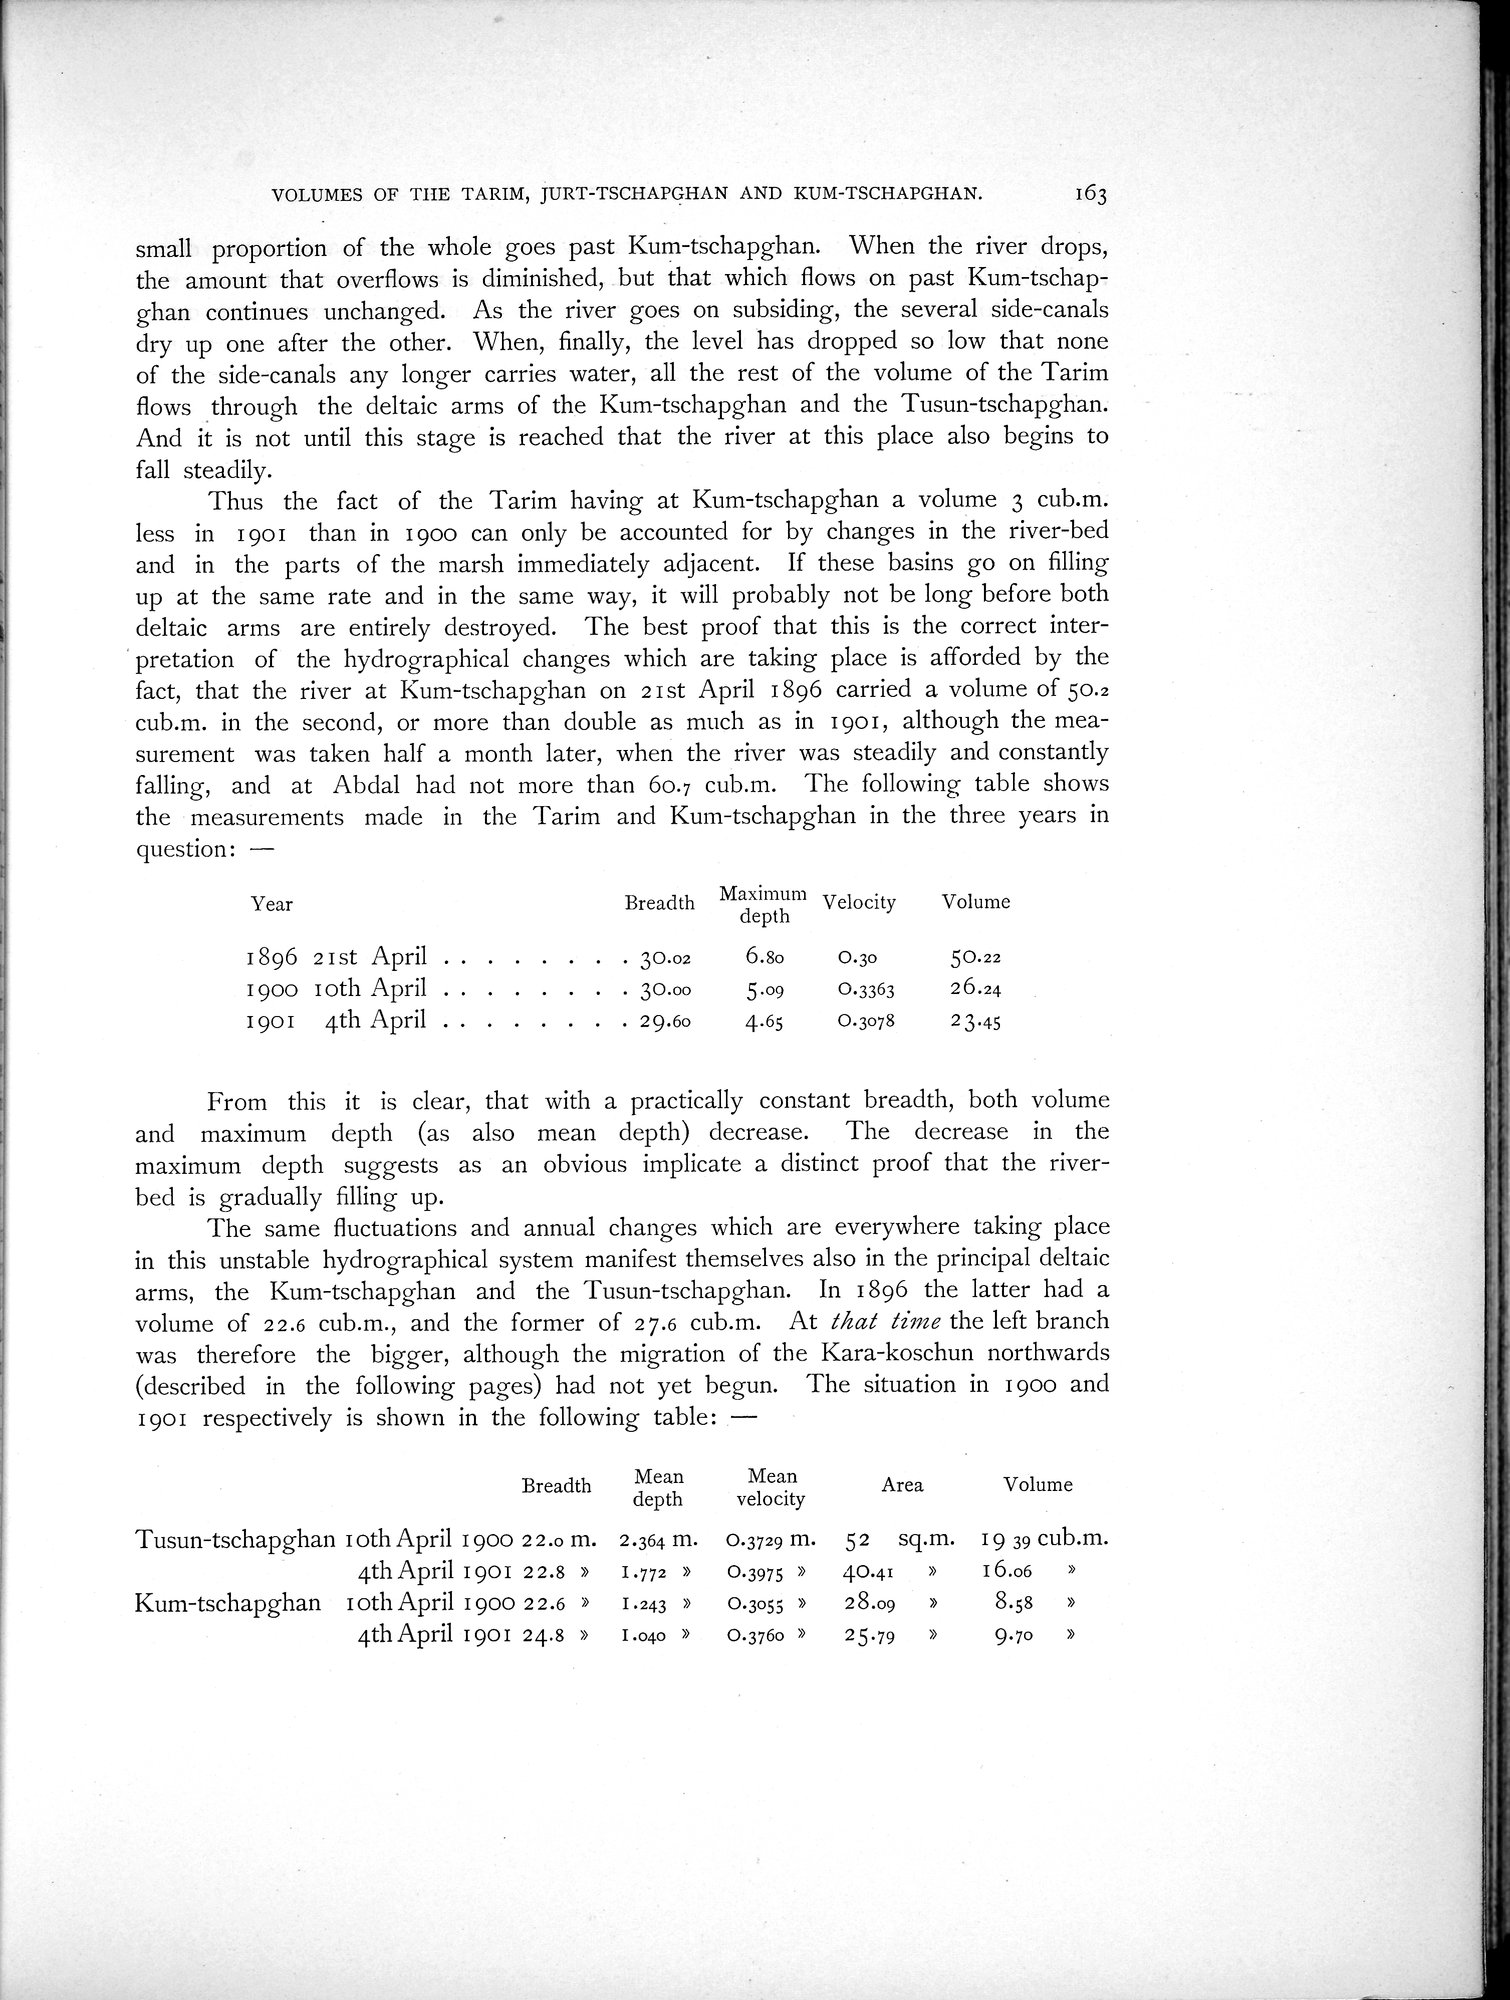 VOLUMES OF THE TARIM, JURT-TSCHAPGHAN AND KUM-TSCHAPGHAN. 163
small proportion of the whole goes past Kum-tschapghan. When the river drops,
the amount that overflows is diminished, but that which flows on past Kum-tschap-
ghan continues unchanged. As the river goes on subsiding, the several side-canals
dry up one after the other. When, finally, the level has dropped so low that none
of the side-canals any longer carries water, all the rest of the volume of the Tarim
flows through the deltaic arms of the Kum-tschapghan and the Tusun-tschapghan.
And it is not until this stage is reached that the river at this place also begins to
fall steadily.
Thus the fact of the Tarim having at Kum-tschapghan a volume 3 cub.m.
less in 1901 than in 1900 can only be accounted for by changes in the river-bed
and in the parts of the marsh immediately adjacent. If these basins go on filling
up at the same rate and in the same way, it will probably not be long before both
deltaic arms are entirely destroyed. The best proof that this is the correct inter-
pretation of the hydrographical changes which are taking place is afforded by the
fact, that the river at Kum-tschapghan on 21st April 1896 carried a volume of 50.2
cub.m. in the second, or more than double as much as in 1901, although the mea-
surement was taken half a month later, when the river was steadily and constantly
falling, and at Abdal had not more than 60.7 cub.m. The following table shows
the measurements made in the Tarim and Kum-tschapghan in the three years in
question: —
Year Breadth Maximum depth Velocity Volume
1896 21st April . . . . . . . . 30.02 6.80 0.30 50.22
1900 10th April . . . . . . . . 30.00 5.09 0.3363 26.24
1901 4th April . . . . . . . . 29.60 4.65 0.3078 23.45
From this it is clear, that with a practically constant breadth, both volume
and maximum depth (as also mean depth) decrease. The decrease in the
maximum depth suggests as an obvious implicate a distinct proof that the river-
bed is gradually filling up.
The same fluctuations and annual changes which are everywhere taking place
in this unstable hydrographical system manifest themselves also in the principal deltaic
arms, the Kum-tschapghan and the Tusun-tschapghan. In 1896 the latter had a
volume of 22.6 cub.m., and the former of 27.6 cub.m. At that time the left branch
was therefore the bigger, although the migration of the Kara-koschun northwards
(described in the following pages) had not yet begun. The situation in 1900 and
1901 respectively is shown in the following table: —
Breadth Mean depth Mean velocity Area Volume
Tusun-tschapghan 10th April 1900 22.0 m. 2.364 m. 0.3729 m. 52 sq.m. 19 39 cub.m.
4th April 1901 22.8 » 1.772 » 0.3975 » 40.41 » 16.06 »
Kum-tschapghan 10th April 1900 22.6 » 1.243 » 0.3055 » 28.09 » 8.58 »
4th April 1901 24.8 » 1.040 » 0.3760 » 25.79 » 9.70 »